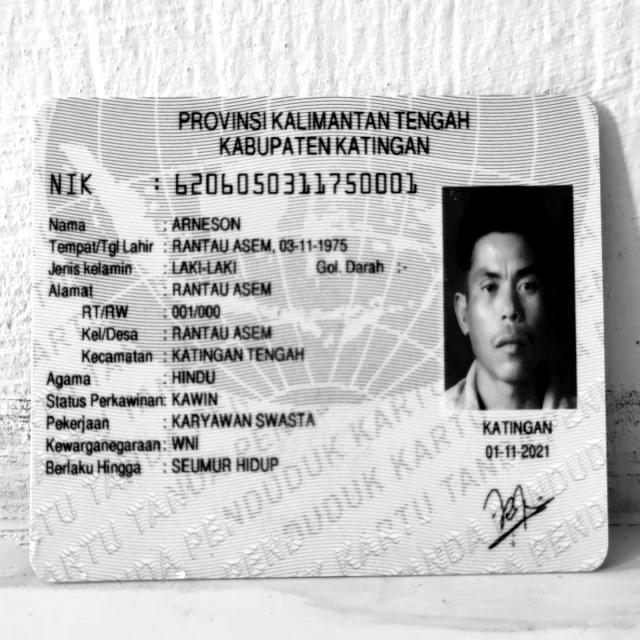 PROVINSI KALIMANTAN TENGAH
KABUPATEN KATINGAN
NIK : 6206050311750001
Nama : ARNESON
Tempat/Tgl Lahir : RANTAU ASEM, 03-11-1975
Jenis kelamin : LAKI-LAKI Gol. Darah :-
Alamat : RANTAU ASEM
RT/RW : 001/000
Kel/Desa : RANTAU ASEM
Kecamatan : KATINGAN TENGAH
Agama : HINDU
Status Perkawinan: KAWIN
Pekerjaan : KARYAWAN SWASTA
Kewarganegaraan: WNI
Berlaku Hingga : SEUMUR HIDUP
KATINGAN
01-11-2021
KARTU TANDA PENDUDUK KARTU TANDA PENDUDUK